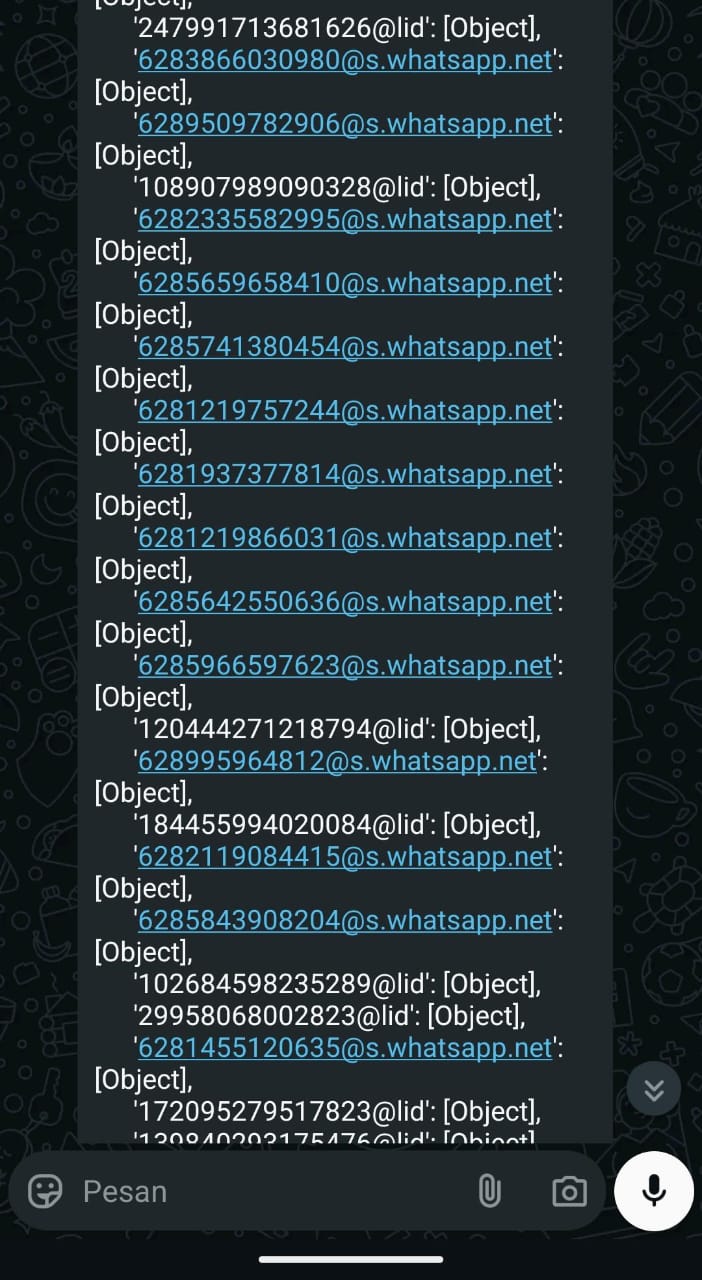 [Object],
'247991713681626@lid': [Object],
'6283866030980@s.whatsapp.net':
[Object],
'6289509782906@s.whatsapp.net':
[Object],
'108907989090328@lid': [Object],
'6282335582995@s.whatsapp.net':
[Object],
'6285659658410@s.whatsapp.net':
[Object],
'6285741380454@s.whatsapp.net':
[Object],
'6281219757244@s.whatsapp.net':
[Object],
'6281937377814@s.whatsapp.net':
[Object],
'6281219866031@s.whatsapp.net':
[Object],
'6285642550636@s.whatsapp.net':
[Object],
'6285966597623@s.whatsapp.net':
[Object],
'120444271218794@lid': [Object],
'628995964812@s.whatsapp.net':
[Object],
'184455994020084@lid': [Object],
'6282119084415@s.whatsapp.net':
[Object],
'6285843908204@s.whatsapp.net':
[Object],
'102684598235289@lid': [Object],
'29958068002823@lid': [Object],
'6281455120635@s.whatsapp.net':
[Object],
'172095279517823@lid': [Object],
'139840293175476@lid': [Object]
Pesan